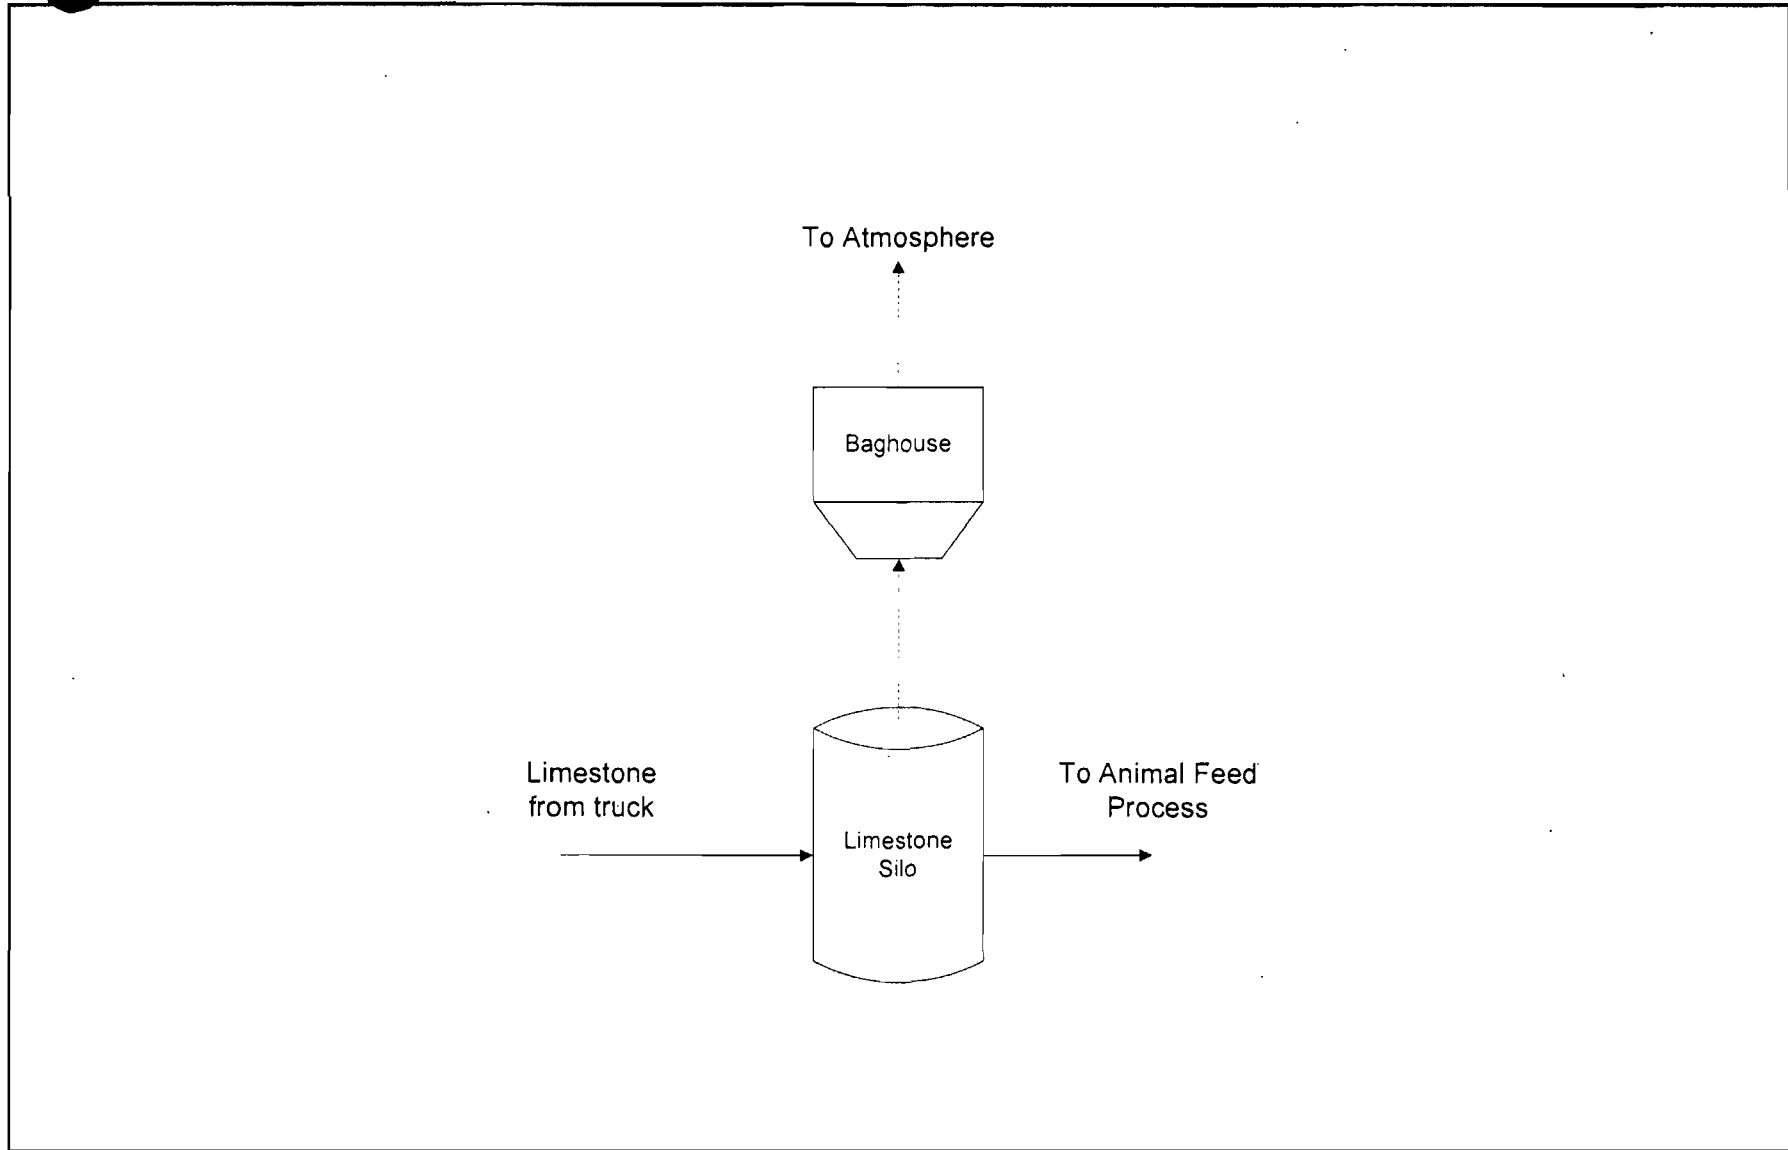 To Atmosphere
Baghouse
Limestone
from truck
To Animal Feed
Process
Limestone
Silo